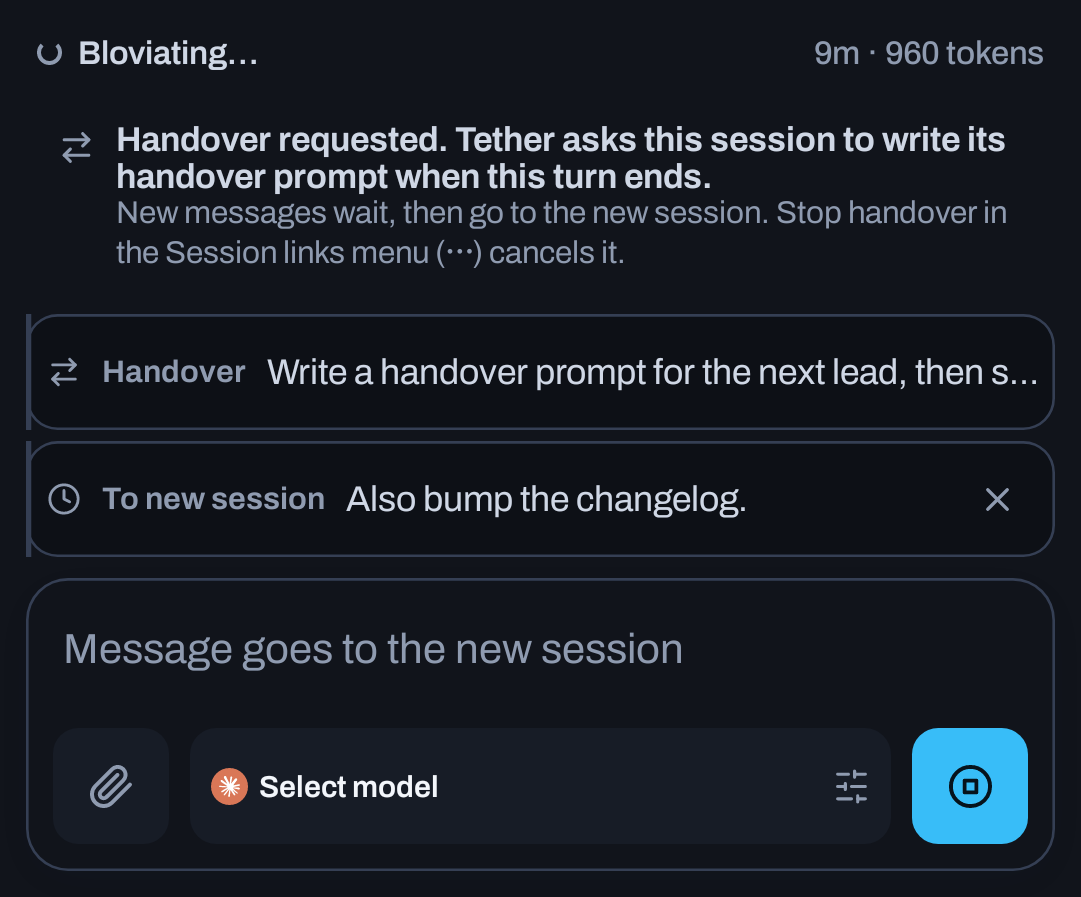 Bloviating...
9m · 960 tokens
Handover requested. Tether asks this session to write its
handover prompt when this turn ends.
New messages wait, then go to the new session. Stop handover in
the Session links menu (···) cancels it.
Handover Write a handover prompt for the next lead, then s...
To new session Also bump the changelog.
Message goes to the new session
Select model